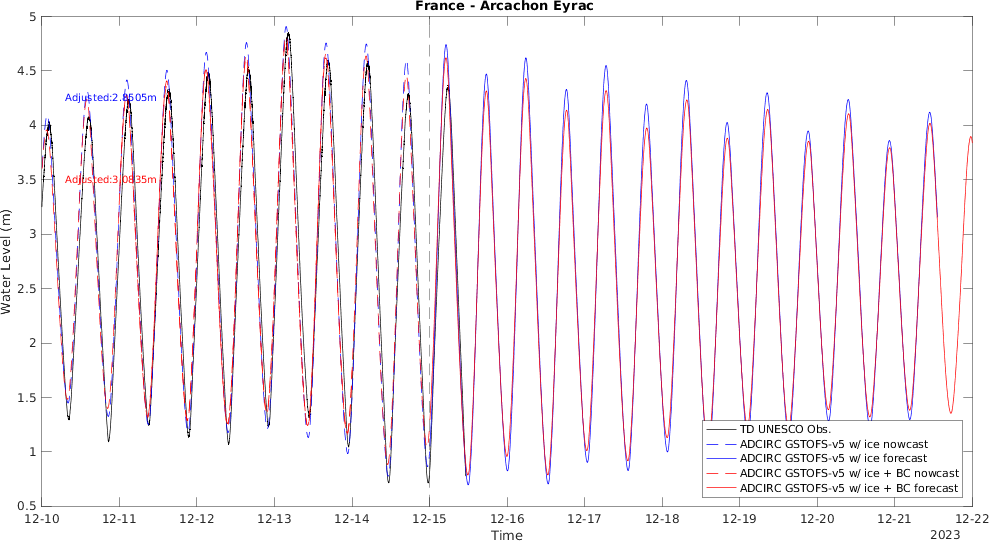 France - Arcachon Eyrac
Water Level (m)
5
4.5
4
3.5
3
2.5
2
1.5
1
0.5
Adjusted:2.8505m
Adjusted:3.0835m
TD UNESCO Obs.
ADCIRC GSTOFS-v5 w/ ice nowcast
ADCIRC GSTOFS-v5 w/ ice forecast
ADCIRC GSTOFS-v5 w/ ice + BC nowcast
ADCIRC GSTOFS-v5 w/ ice + BC forecast
12-10 12-11 12-12 12-13 12-14 12-15 12-16 12-17 12-18 12-19 12-20 12-21 12-22
Time
2023